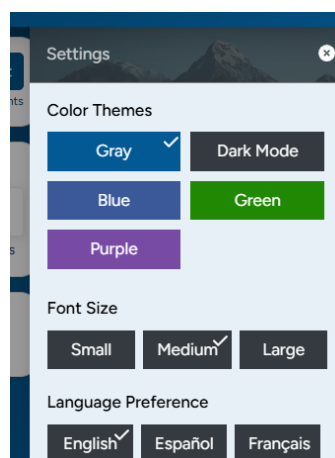 Settings
nts
Color Themes
Gray
Dark Mode
Blue
Green
s
Purple
Font Size
Small
Medium
Large
Language Preference
English
Español
Français